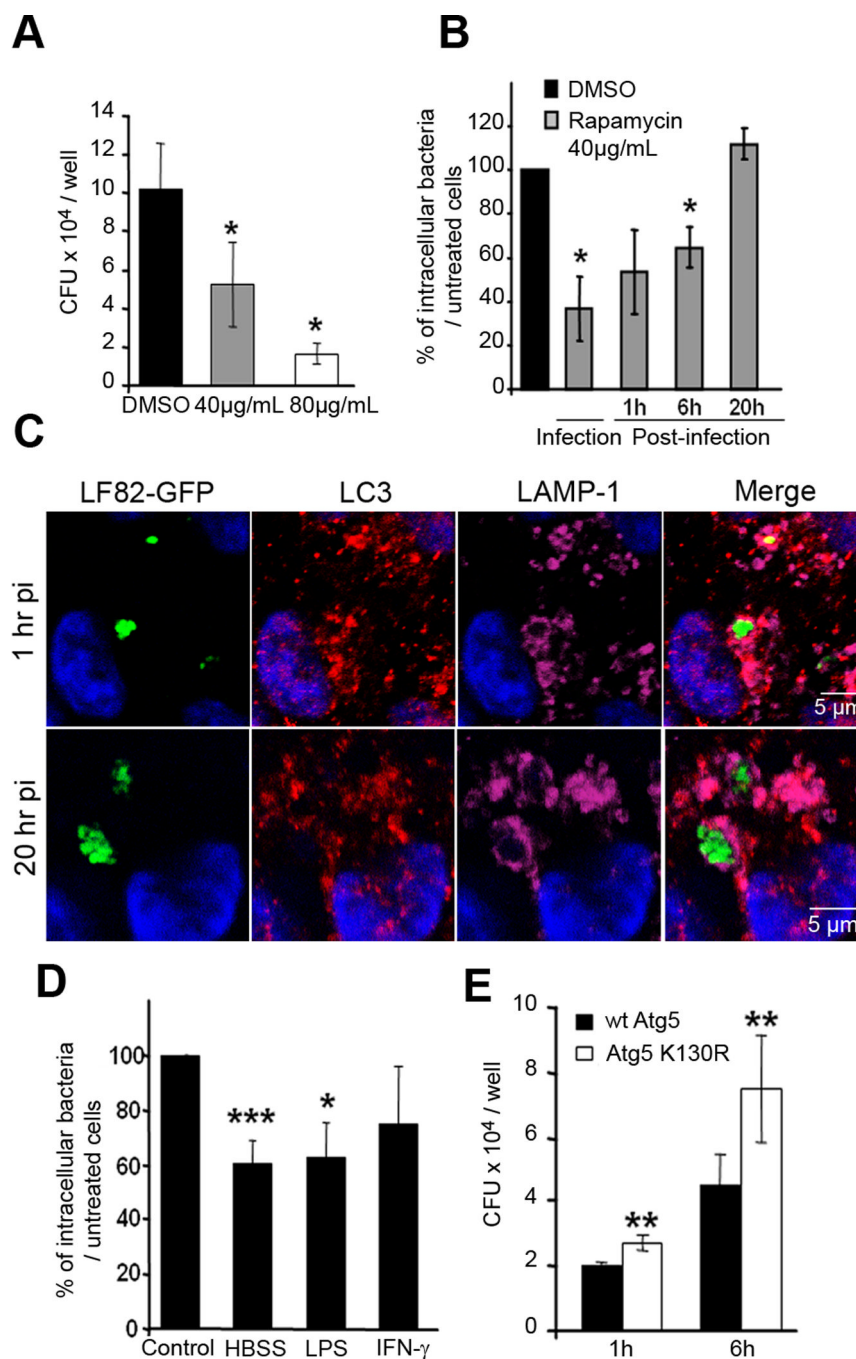 A
CFU x 10⁴ / well
14
12
10
8
6
4
2
0
*
*
DMSO 40µg/mL 80µg/mL
B
% of intracellular bacteria
/ untreated cells
DMSO
Rapamycin
40µg/mL
120
100
80
60
40
20
0
*
*
1h 6h 20h
Infection Post-infection
C
LF82-GFP LC3 LAMP-1 Merge
1 hr pi
5 µm
20 hr pi
5 µm
D
% of intracellular bacteria
/ untreated cells
100
80
60
40
20
0
***
*
Control HBSS LPS IFN-γ
E
CFU x 10⁴ / well
wt Atg5
Atg5 K130R
10
8
6
4
2
0
**
**
1h 6h